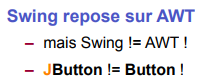 Swing repose sur AWT
– mais Swing != AWT !
– JButton != Button !